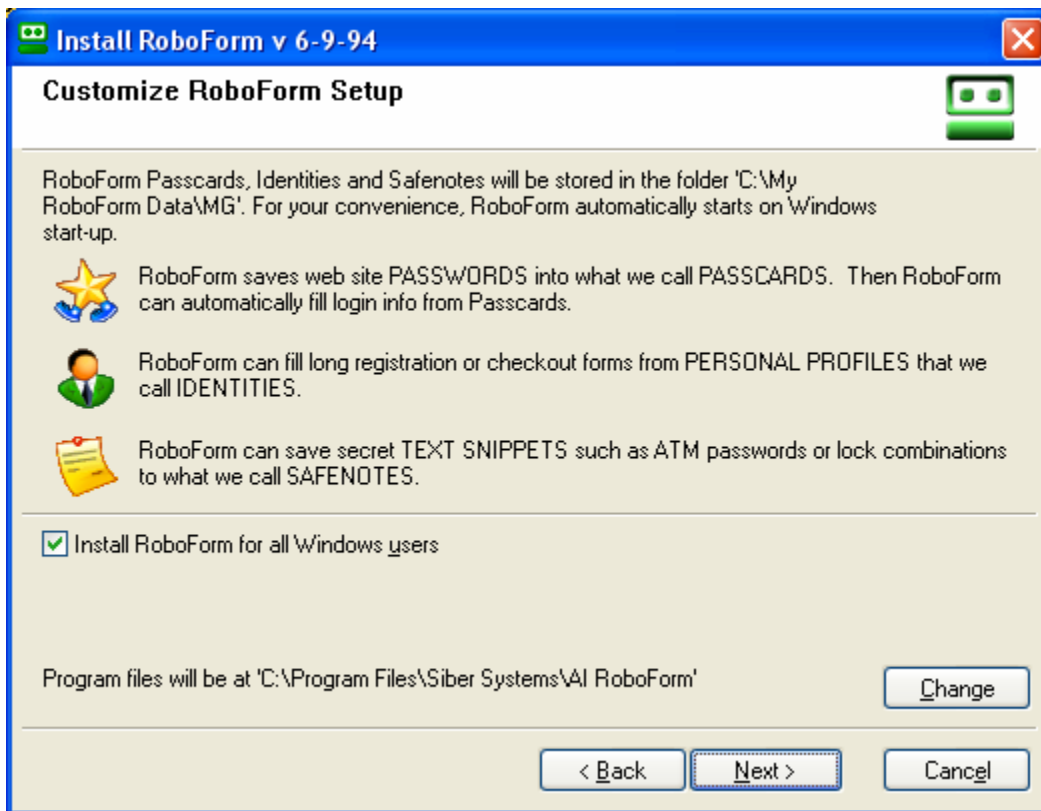 Install RoboForm v 6-9-94
Customize RoboForm Setup
RoboForm Passcards, Identities and Safenotes will be stored in the folder 'C:\My
RoboForm Data\MG'. For your convenience, RoboForm automatically starts on Windows
start-up.
RoboForm saves web site PASSWORDS into what we call PASSCARDS.  Then RoboForm
can automatically fill login info from Passcards.
RoboForm can fill long registration or checkout forms from PERSONAL PROFILES that we
call IDENTITIES.
RoboForm can save secret TEXT SNIPPETS such as ATM passwords or lock combinations
to what we call SAFENOTES.
Install RoboForm for all Windows users
Program files will be at 'C:\Program Files\Siber Systems\AI RoboForm'
Change
< Back
Next >
Cancel